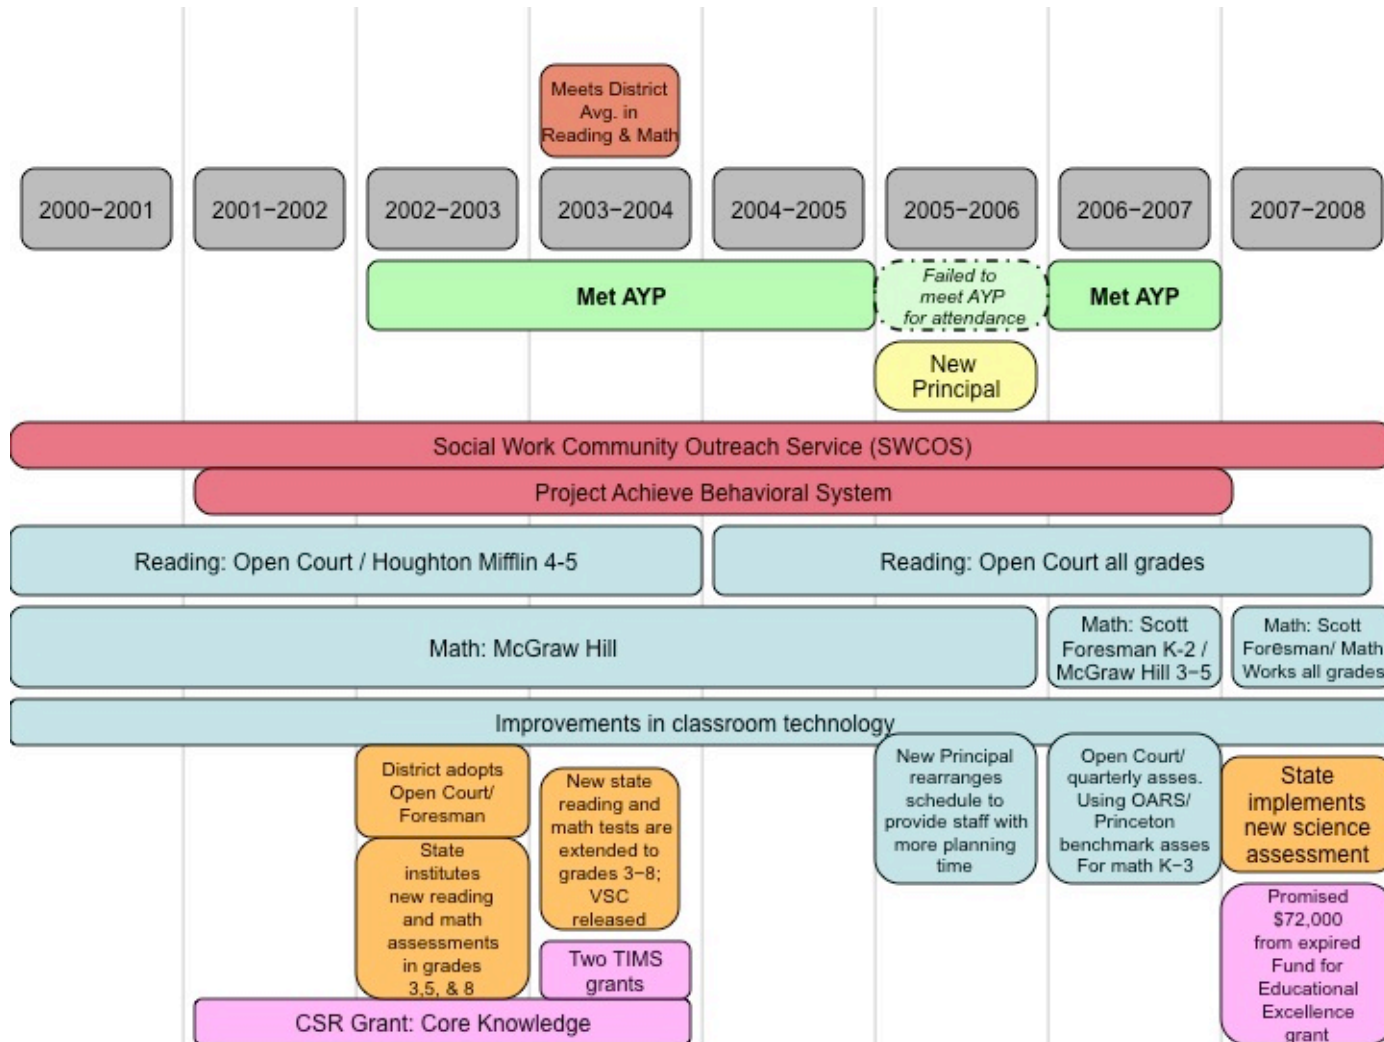 Meets District
Avg. in
Reading & Math
2000−2001
2001−2002
2002−2003
2003−2004
2004−2005
2005−2006
2006−2007
2007−2008
Met AYP
Failed to
meet AYP
for attendance
Met AYP
New
Principal
Social Work Community Outreach Service (SWCOS)
Project Achieve Behavioral System
Reading: Open Court / Houghton Mifflin 4-5
Reading: Open Court all grades
Math: McGraw Hill
Math: Scott
Foresman K-2 /
McGraw Hill 3−5
Math: Scott
Foresman/ Math
Works all grades
Improvements in classroom technology
District adopts
Open Court/
Foresman
State
institutes
new reading
and math
assessments
in grades
3,5, & 8
New state
reading and
math tests are
extended to
grades 3−8;
VSC
released
Two TIMS
grants
CSR Grant: Core Knowledge
New Principal
rearranges
schedule to
provide staff with
more planning
time
Open Court/
quarterly asses.
Using OARS/
Princeton
benchmark asses
For math K−3
State
implements
new science
assessment
Promised
$72,000
from expired
Fund for
Educational
Excellence
grant